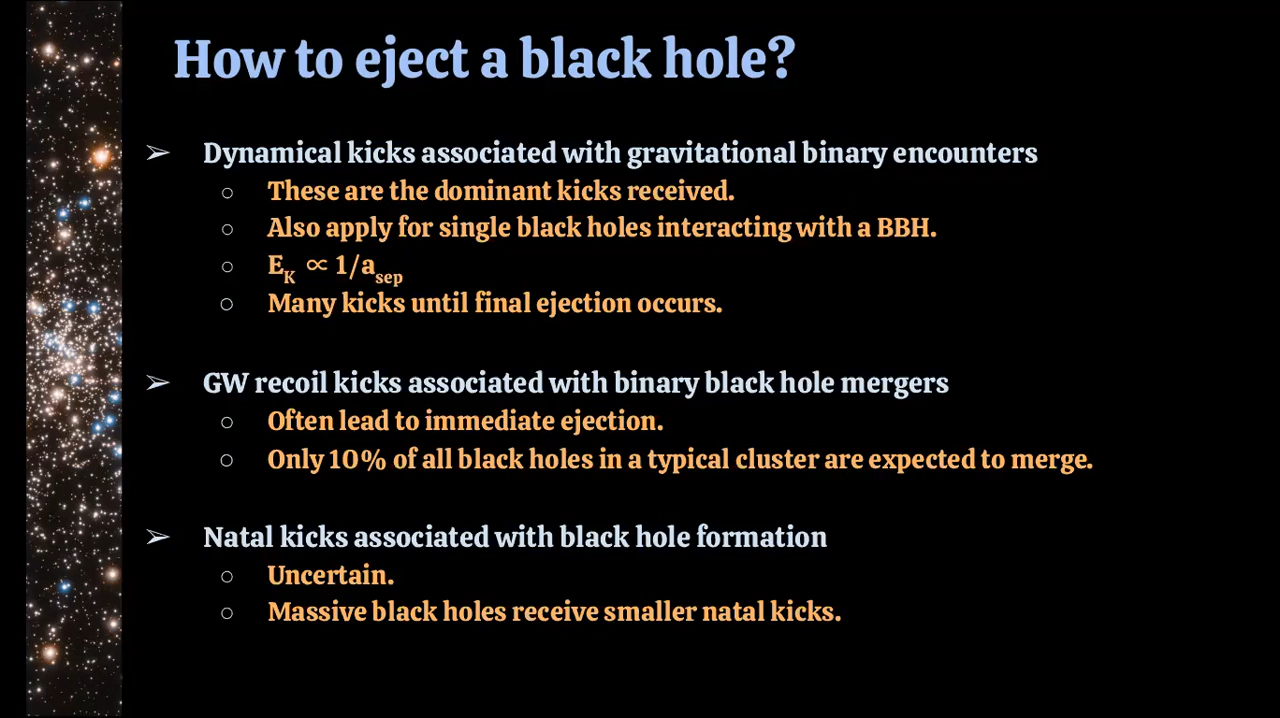 How to eject a black hole?
➢ Dynamical kicks associated with gravitational binary encounters
○ These are the dominant kicks received.
○ Also apply for single black holes interacting with a BBH.
○ E_K ∝ 1/a_sep
○ Many kicks until final ejection occurs.
➢ GW recoil kicks associated with binary black hole mergers
○ Often lead to immediate ejection.
○ Only 10% of all black holes in a typical cluster are expected to merge.
➢ Natal kicks associated with black hole formation
○ Uncertain.
○ Massive black holes receive smaller natal kicks.